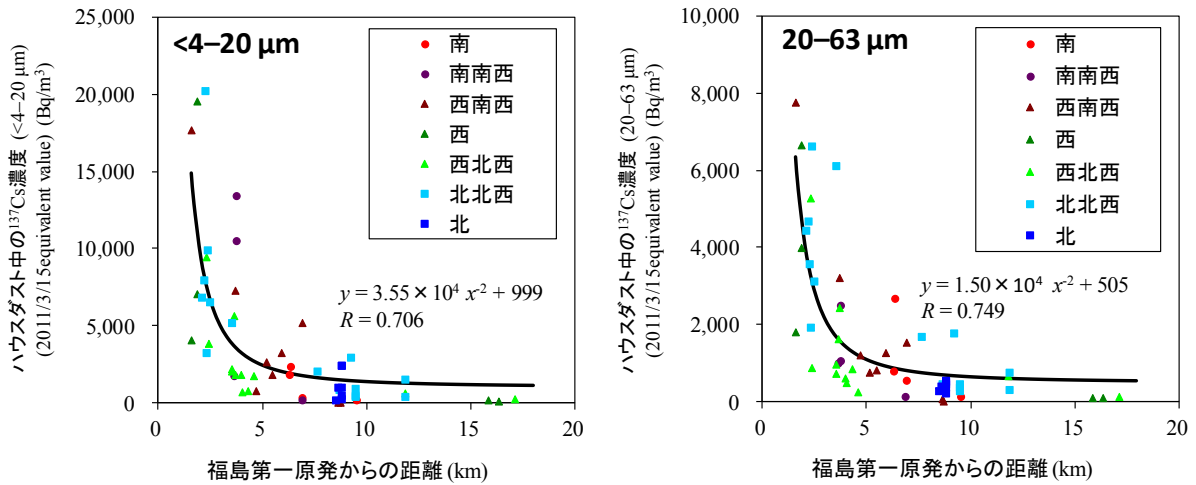 ハウスダスト中の¹³⁷Cs濃度 (<4–20 μm)
(2011/3/15equivalent value) (Bq/m³)
25,000
20,000
15,000
10,000
5,000
0
<4–20 μm
南
南南西
西南西
西
西北西
北北西
北
y = 3.55 × 10⁴ x⁻² + 999
R = 0.706
0 5 10 15 20
福島第一原発からの距離 (km)
ハウスダスト中の¹³⁷Cs濃度 (20–63 μm)
(2011/3/15equivalent value) (Bq/m³)
10,000
8,000
6,000
4,000
2,000
0
20–63 μm
南
南南西
西南西
西
西北西
北北西
北
y = 1.50 × 10⁴ x⁻² + 505
R = 0.749
0 5 10 15 20
福島第一原発からの距離 (km)